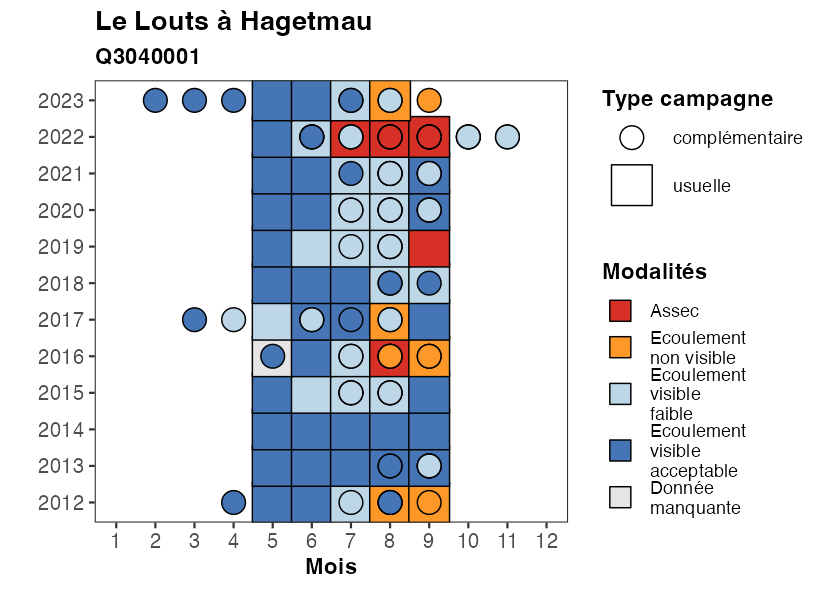 Le Louts à Hagetmau
Q3040001
2023
2022
2021
2020
2019
2018
2017
2016
2015
2014
2013
2012
1 2 3 4 5 6 7 8 9 10 11 12
Mois
Type campagne
complémentaire
usuelle
Modalités
Assec
Ecoulement
non visible
Ecoulement
visible
faible
Ecoulement
visible
acceptable
Donnée
manquante